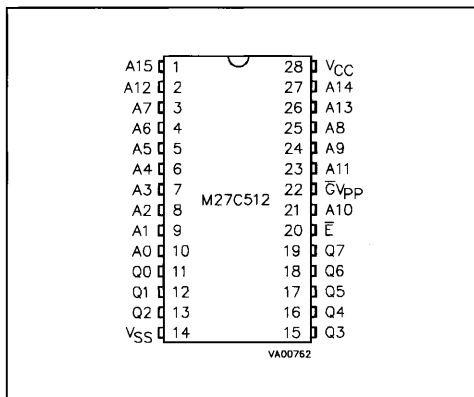 A15 1 28 VCC
A12 2 27 A14
A7 3 26 A13
A6 4 25 A8
A5 5 24 A9
A4 6 23 A11
A3 7 22 G̅VPP
M27C512
A2 8 21 A10
A1 9 20 E̅
A0 10 19 Q7
Q0 11 18 Q6
Q1 12 17 Q5
Q2 13 16 Q4
VSS 14 15 Q3
VA00762